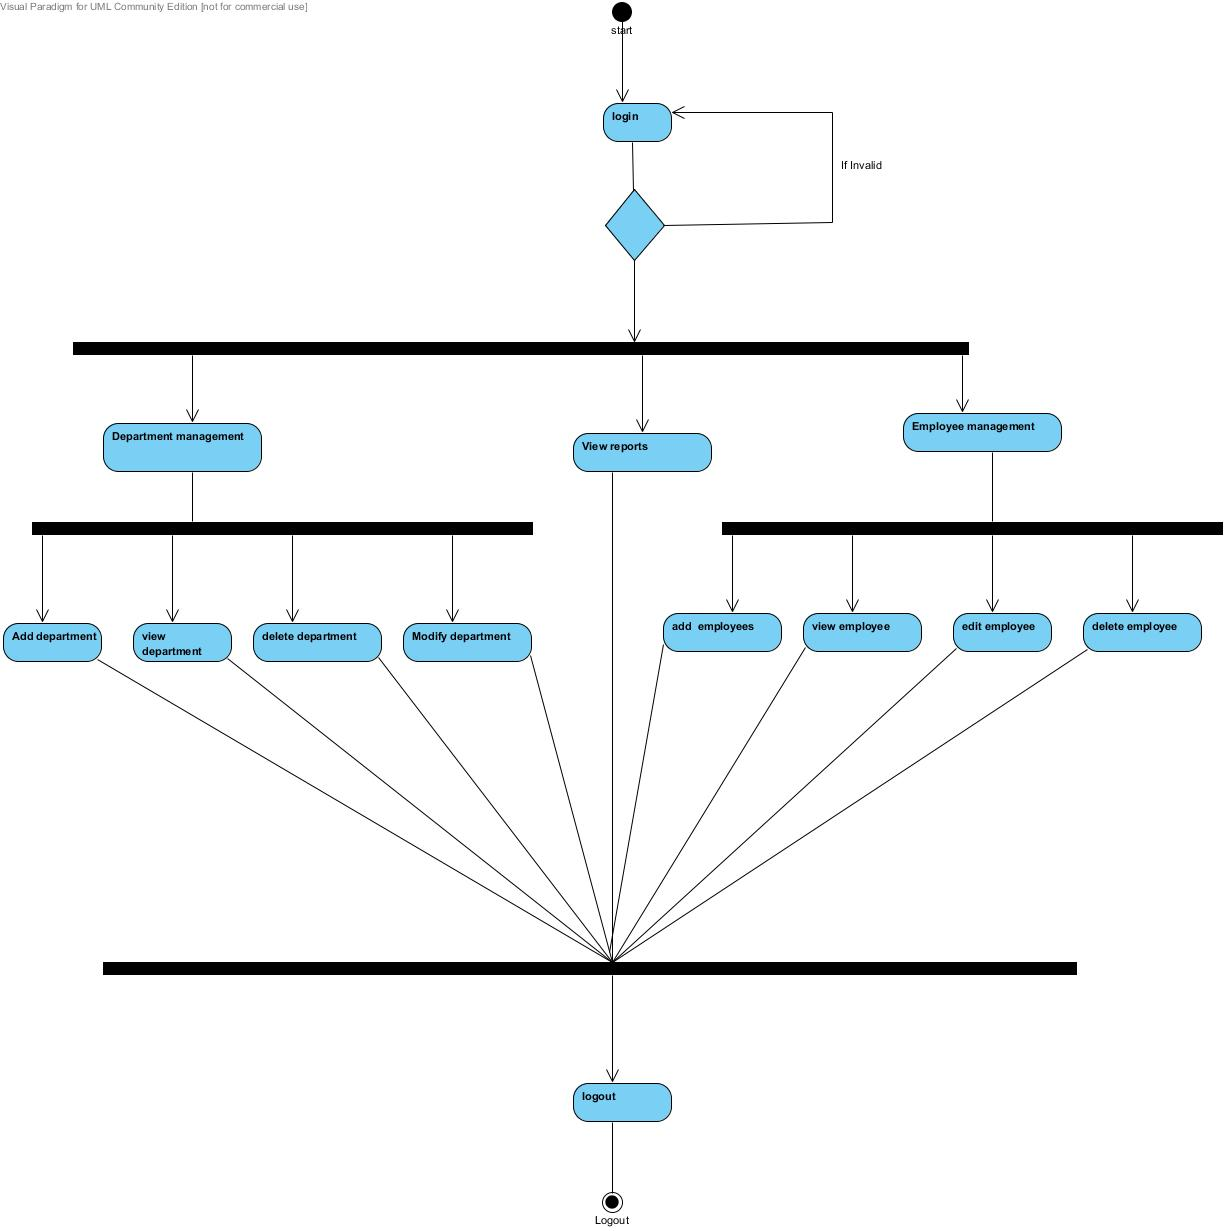 Visual Paradigm for UML Community Edition [not for commercial use]
start
login
If Invalid
Department management
View reports
Employee management
Add department
view
department
delete department
Modify department
add  employees
view employee
edit employee
delete employee
logout
Logout